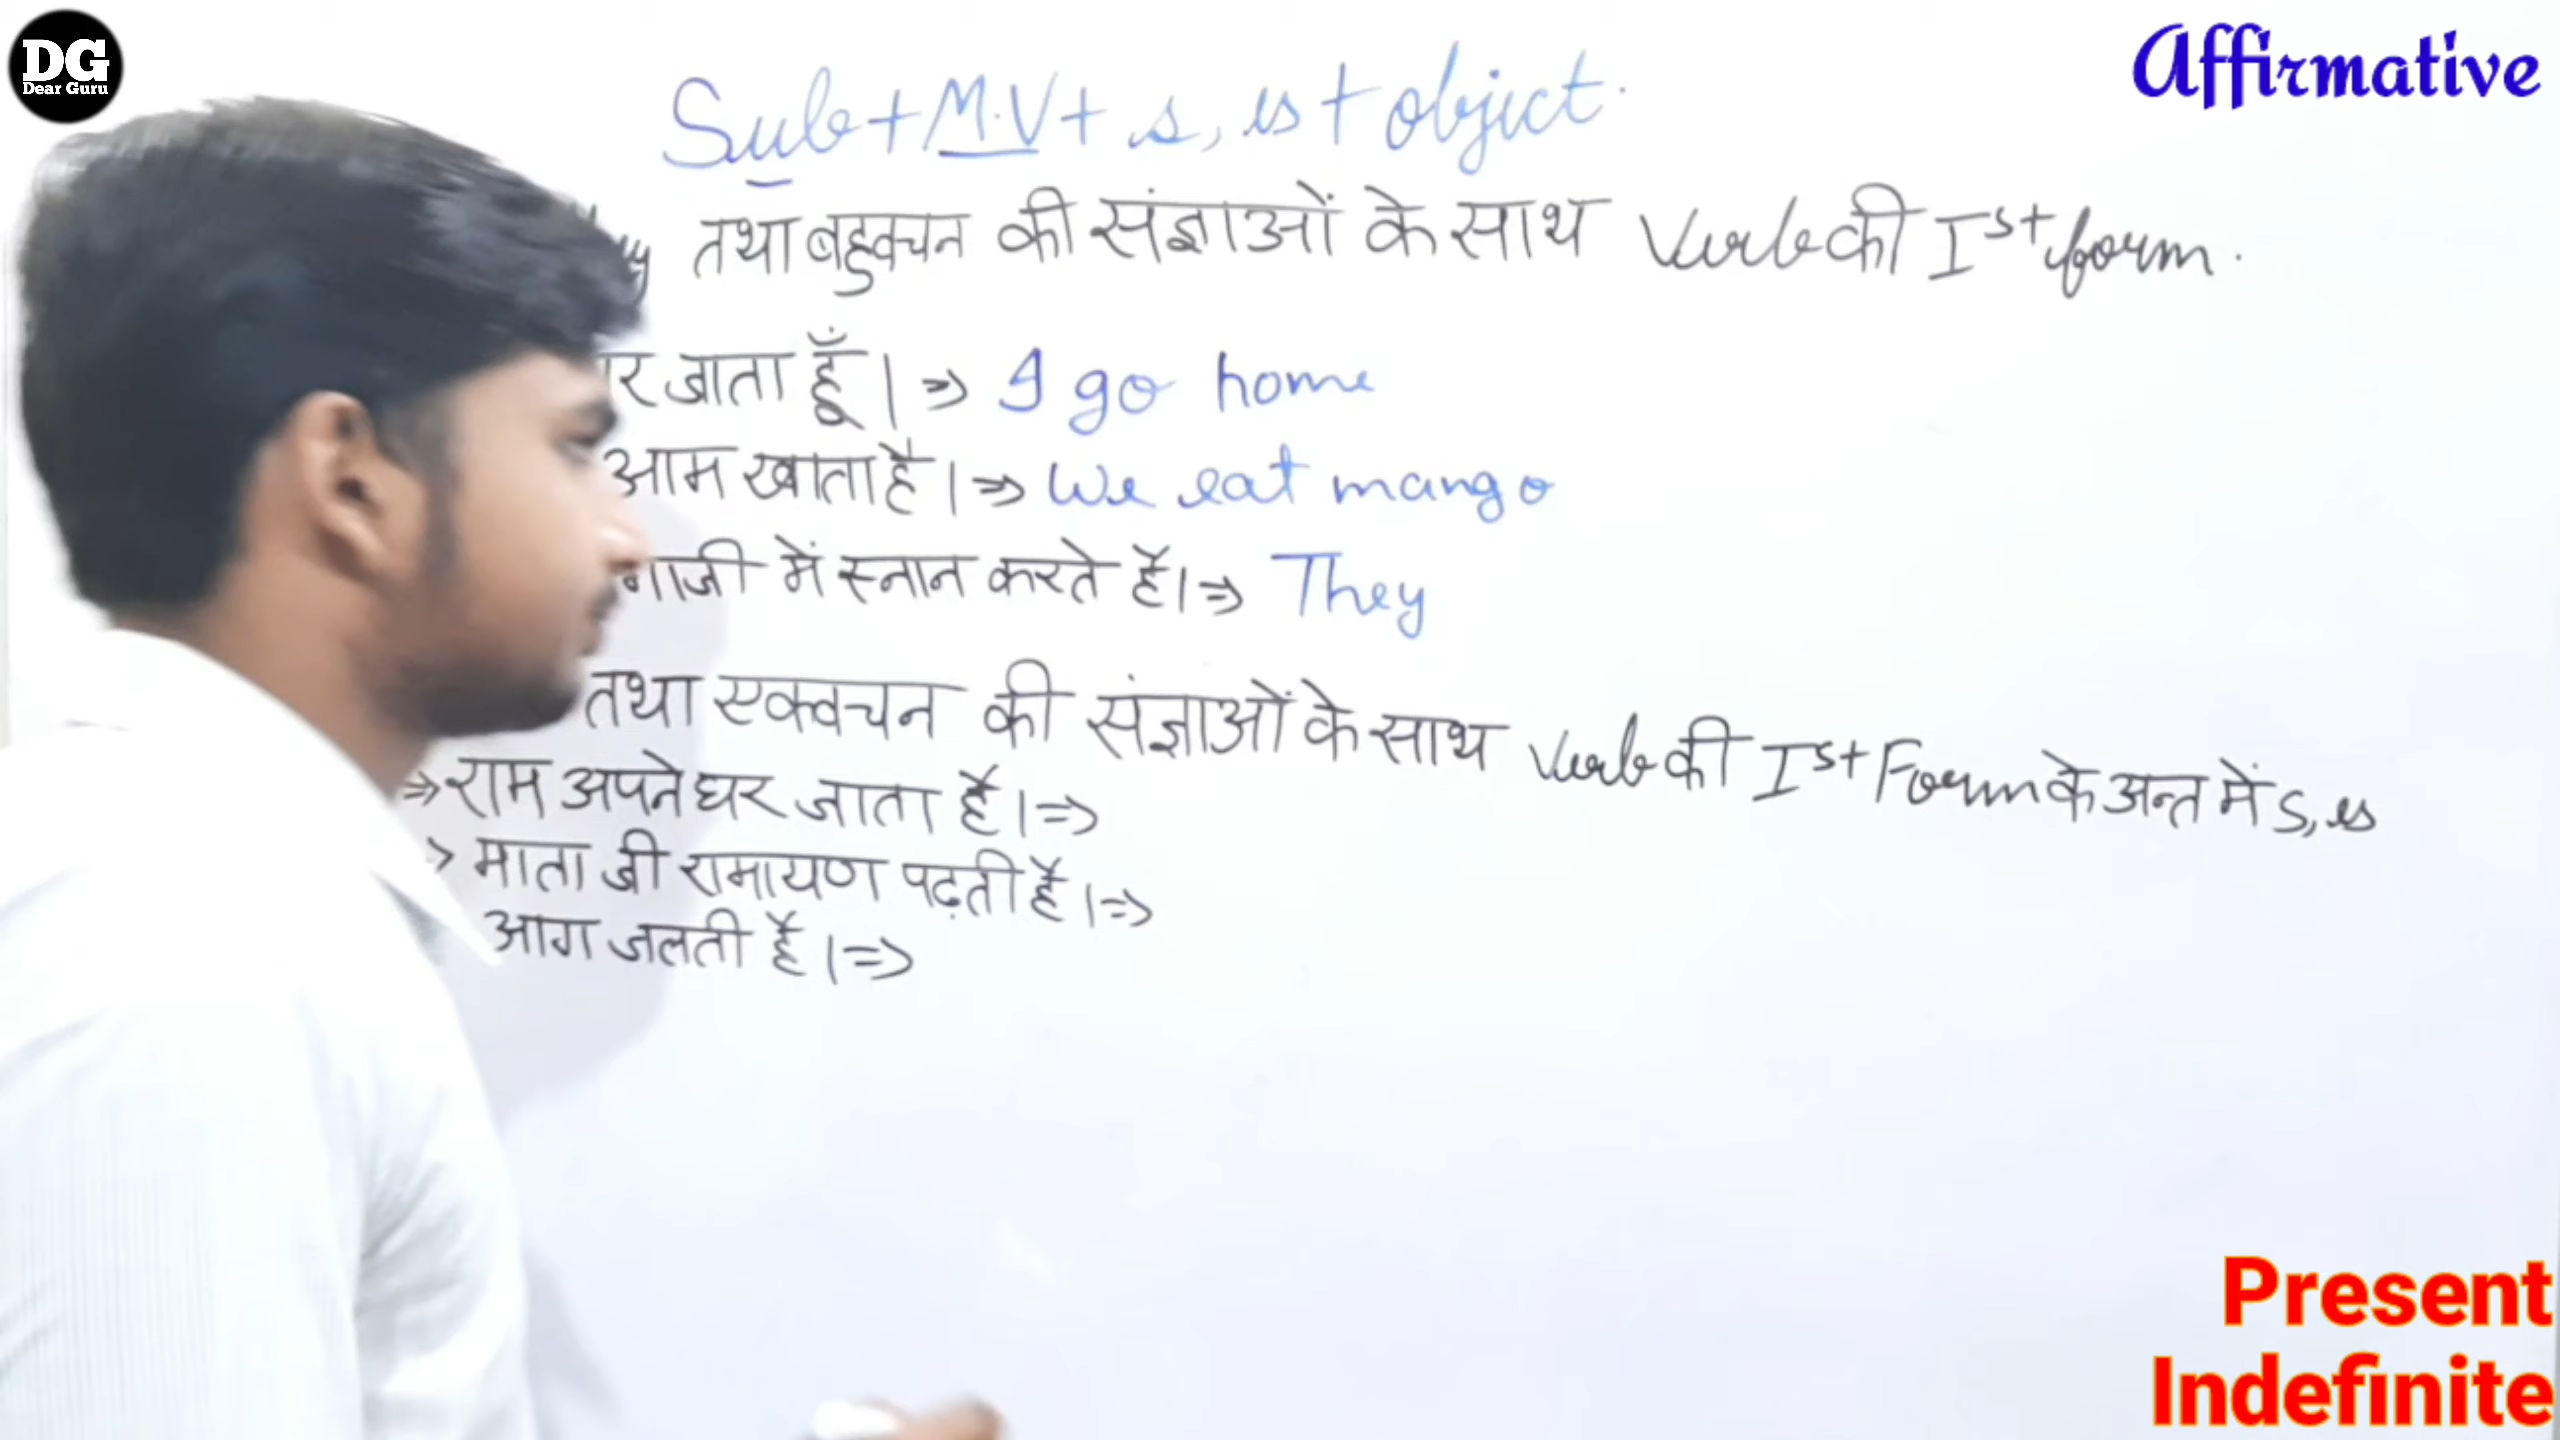 DG
Dear Guru
Affirmative
Sub + M.V + s, es + object.
तथा बहुवचन की संज्ञाओं के साथ Verb की Ist form.
जाता हूँ। ⇒ I go home
आम खाता है। ⇒ We eat mango
में स्नान करते हैं। ⇒ They
तथा एकवचन की संज्ञाओं के साथ Verb की Ist Form के अन्त में s, es
⇒ राम अपने घर जाता है। ⇒
> माता जी रामायण पढ़ती हैं। ⇒
आग जलती है। ⇒
Present
Indefinite